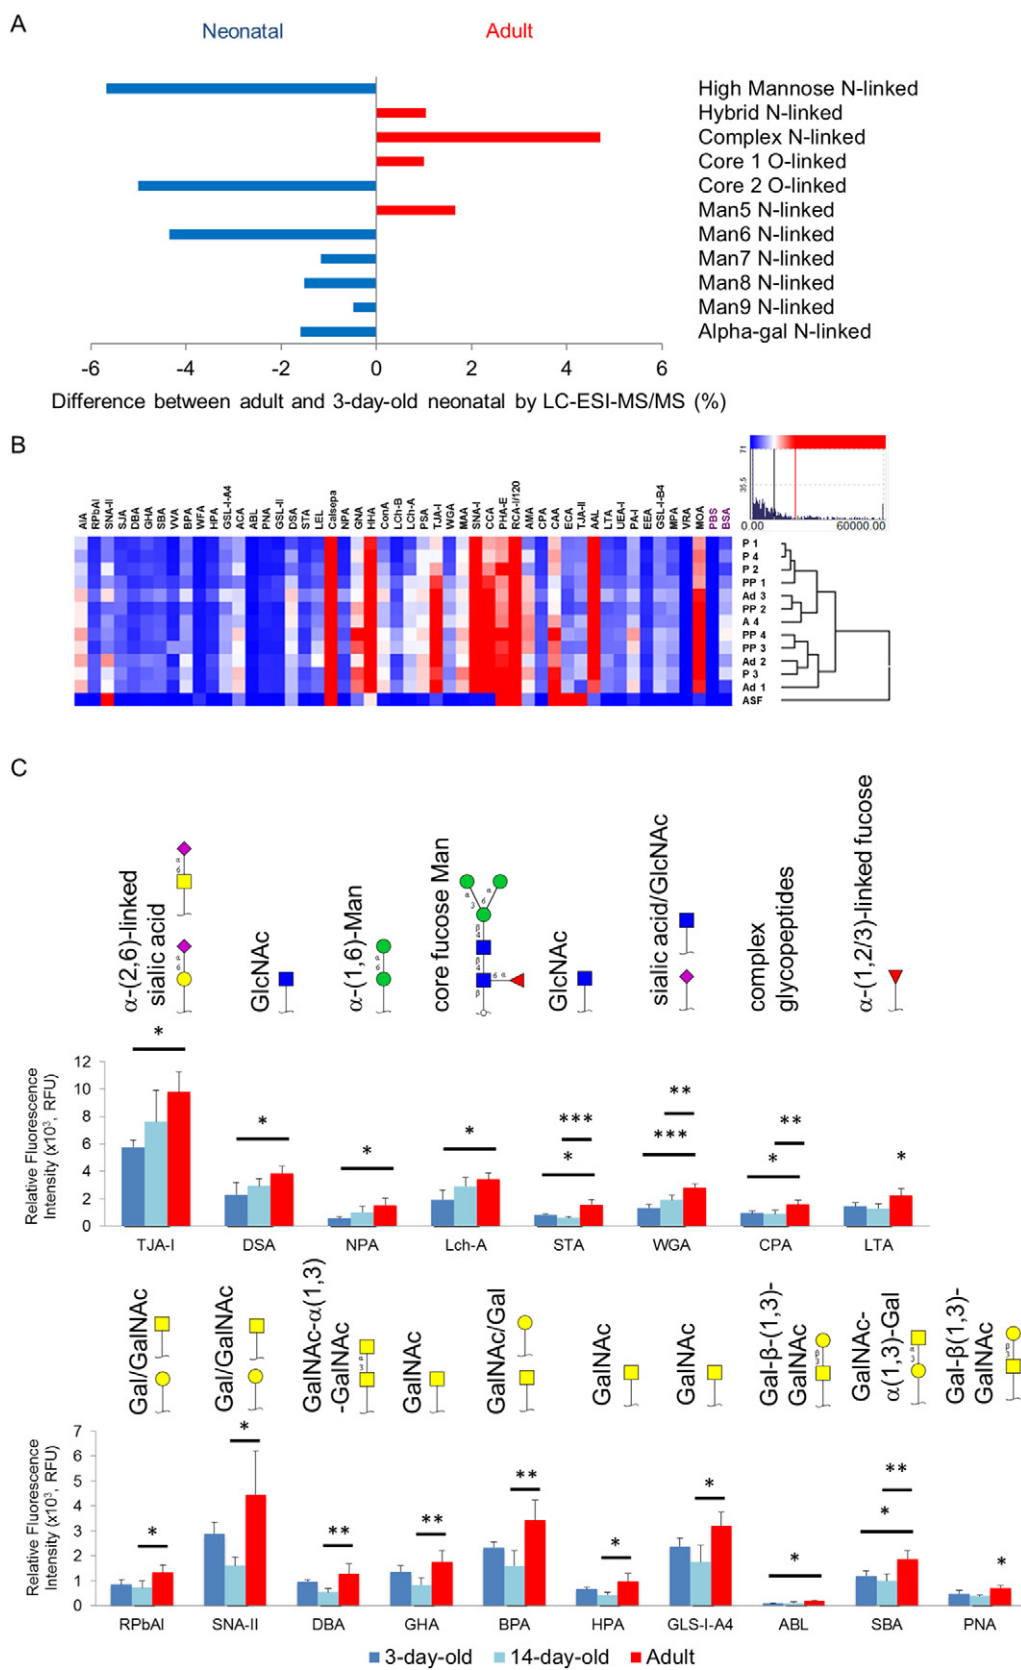 A
Neonatal
Adult
High Mannose N-linked
Hybrid N-linked
Complex N-linked
Core 1 O-linked
Core 2 O-linked
Man5 N-linked
Man6 N-linked
Man7 N-linked
Man8 N-linked
Man9 N-linked
Alpha-gal N-linked
-6 -4 -2 0 2 4 6
Difference between adult and 3-day-old neonatal by LC-ESI-MS/MS (%)
B
AIA RPbAI SNA-II SJA DBA GHA SBA VVA BPA WFA HPA GSL-I-A4 ACA ABL PNA GSL-II DSA STA LEL Calsepa NPA GNA HHA ConA Lch-B Lch-A PSA TJA-I WGA MAA SNA-I CCA PHA-E RCA-I/120 AMA CPA CAA ECA TJA-II AAL LTA UEA-I PA-I EEA GSL-I-B4 MPA VRA MOA PBS BSA
71
35.5
0.00 60000.00
P 1
P 4
P 2
PP 1
Ad 3
PP 2
A 4
PP 4
PP 3
Ad 2
P 3
Ad 1
ASF
C
α-(2,6)-linked
sialic acid
GlcNAc
α-(1,6)-Man
core fucose Man
GlcNAc
sialic acid/GlcNAc
complex
glycopeptides
α-(1,2/3)-linked fucose
Relative Fluorescence
Intensity (x10³, RFU)
12
10
8
6
4
2
0
* * * * *** * ** *** ** * *
TJA-I DSA NPA Lch-A STA WGA CPA LTA
Gal/GalNAc
Gal/GalNAc
GalNAc-α(1,3)
-GalNAc
GalNAc
GalNAc/Gal
GalNAc
GalNAc
Gal-β-(1,3)-
GalNAc
GalNAc-
α(1,3)-Gal
Gal-β(1,3)-
GalNAc
Relative Fluorescence
Intensity (x10³, RFU)
7
6
5
4
3
2
1
0
* * ** ** ** * * * ** * *
RPbAI SNA-II DBA GHA BPA HPA GLS-I-A4 ABL SBA PNA
3-day-old 14-day-old Adult